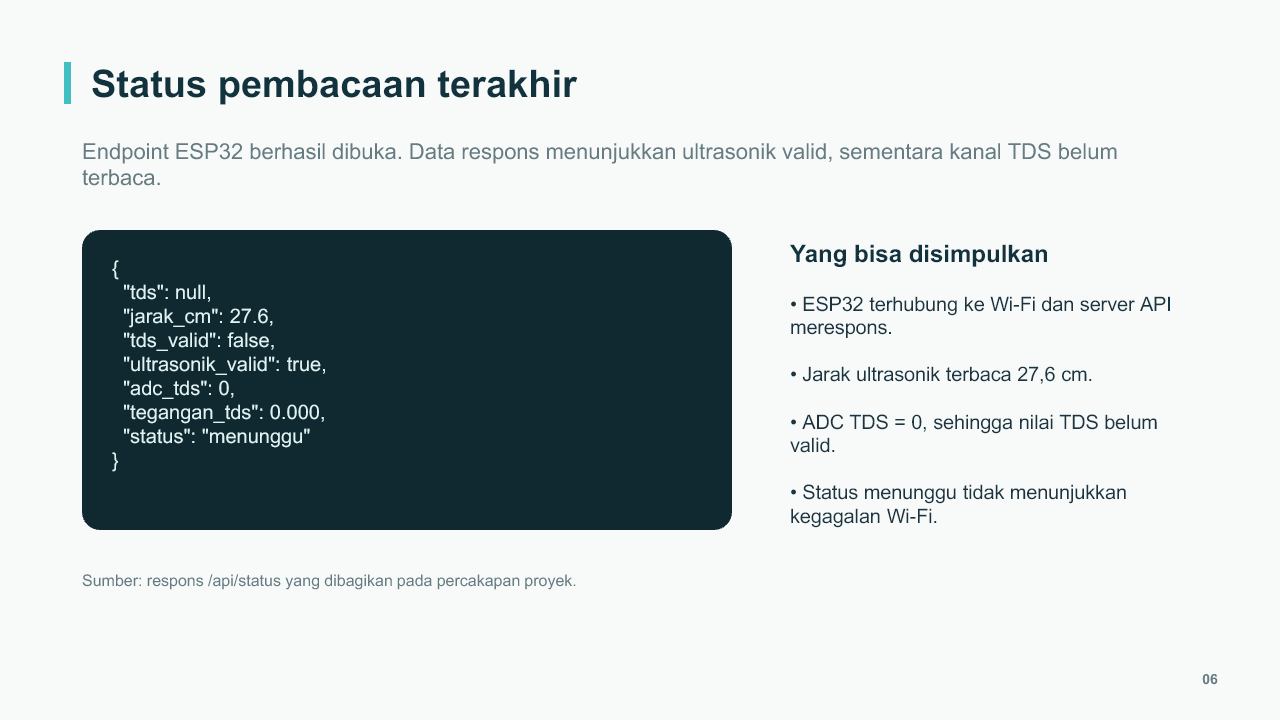 Status pembacaan terakhir
Endpoint ESP32 berhasil dibuka. Data respons menunjukkan ultrasonik valid, sementara kanal TDS belum
terbaca.
{
  "tds": null,
  "jarak_cm": 27.6,
  "tds_valid": false,
  "ultrasonik_valid": true,
  "adc_tds": 0,
  "tegangan_tds": 0.000,
  "status": "menunggu"
}
Yang bisa disimpulkan
• ESP32 terhubung ke Wi-Fi dan server API
merespons.
• Jarak ultrasonik terbaca 27,6 cm.
• ADC TDS = 0, sehingga nilai TDS belum
valid.
• Status menunggu tidak menunjukkan
kegagalan Wi-Fi.
Sumber: respons /api/status yang dibagikan pada percakapan proyek.
06